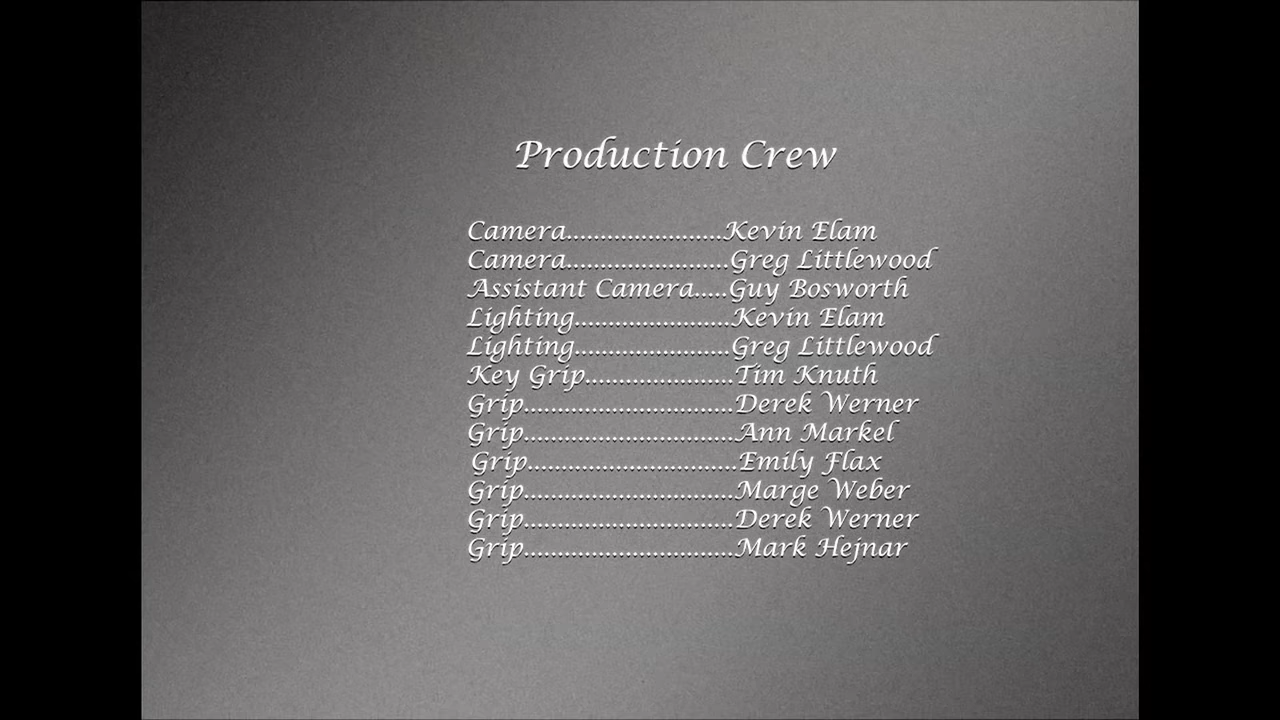 Production Crew
Camera.......................Kevin Elam
Camera........................Greg Littlewood
Assistant Camera.....Guy Bosworth
Lighting.......................Kevin Elam
Lighting.......................Greg Littlewood
Key Grip......................Tim Knuth
Grip...............................Derek Werner
Grip...............................Ann Markel
Grip...............................Emily Flax
Grip...............................Marge Weber
Grip...............................Derek Werner
Grip...............................Mark Hejnar